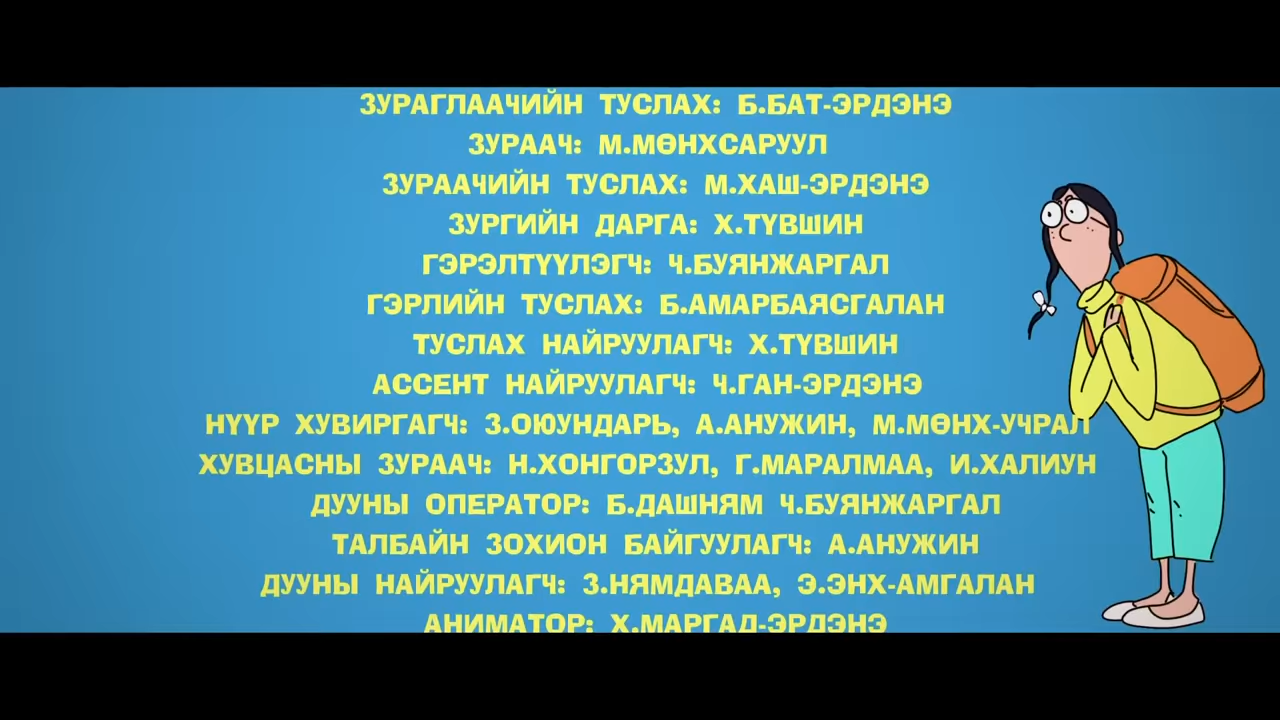 ЗУРАГЛААЧИЙН ТУСЛАХ: Б.БАТ-ЭРДЭНЭ
ЗУРААЧ: М.МӨНХСАРУУЛ
ЗУРААЧИЙН ТУСЛАХ: М.ХАШ-ЭРДЭНЭ
ЗУРГИЙН ДАРГА: Х.ТҮВШИН
ГЭРЭЛТҮҮЛЭГЧ: Ч.БУЯНЖАРГАЛ
ГЭРЛИЙН ТУСЛАХ: Б.АМАРБАЯСГАЛАН
ТУСЛАХ НАЙРУУЛАГЧ: Х.ТҮВШИН
АССЕНТ НАЙРУУЛАГЧ: Ч.ГАН-ЭРДЭНЭ
НҮҮР ХУВИРГАГЧ: З.ОЮУНДАРЬ, А.АНУЖИН, М.МӨНХ-УЧРАЛ
ХУВЦАСНЫ ЗУРААЧ: Н.ХОНГОРЗУЛ, Г.МАРАЛМАА, И.ХАЛИУН
ДУУНЫ ОПЕРАТОР: Б.ДАШНЯМ Ч.БУЯНЖАРГАЛ
ТАЛБАЙН ЗОХИОН БАЙГУУЛАГЧ: А.АНУЖИН
ДУУНЫ НАЙРУУЛАГЧ: З.НЯМДАВАА, Э.ЭНХ-АМГАЛАН
АНИМАТОР: Х.МАРГАД-ЭРДЭНЭ